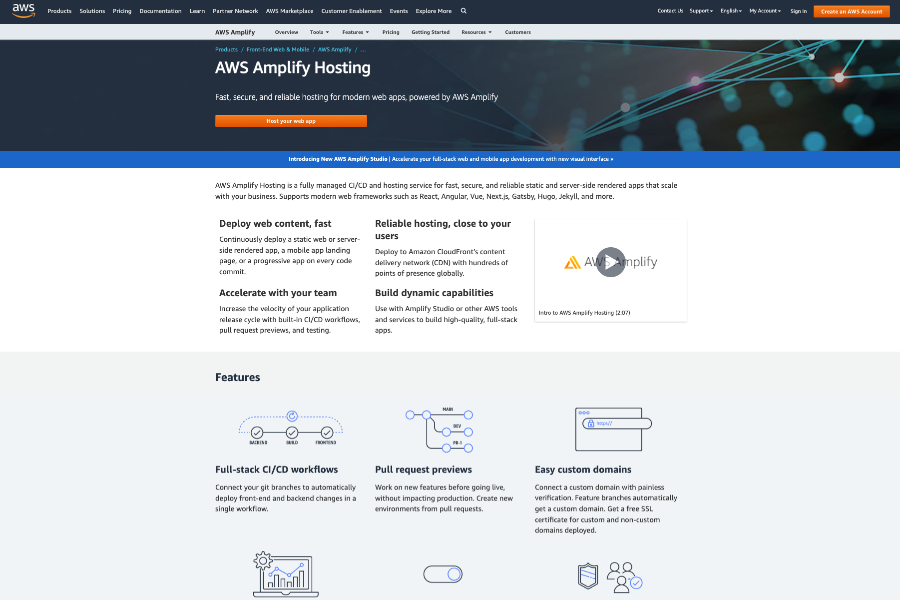 aws
Products Solutions Pricing Documentation Learn Partner Network AWS Marketplace Customer Enablement Events Explore More
Contact Us Support English My Account Sign In Create an AWS Account
AWS Amplify Overview Tools Features Pricing Getting Started Resources Customers
Products / Front-End Web & Mobile / AWS Amplify / ...
AWS Amplify Hosting
Fast, secure, and reliable hosting for modern web apps, powered by AWS Amplify
Host your web app
Introducing New AWS Amplify Studio | Accelerate your full-stack web and mobile app development with new visual interface »
AWS Amplify Hosting is a fully managed CI/CD and hosting service for fast, secure, and reliable static and server-side rendered apps that scale
with your business. Supports modern web frameworks such as React, Angular, Vue, Next.js, Gatsby, Hugo, Jekyll, and more.
Deploy web content, fast
Continuously deploy a static web or server-
side rendered app, a mobile app landing
page, or a progressive app on every code
commit.
Reliable hosting, close to your
users
Deploy to Amazon CloudFront's content
delivery network (CDN) with hundreds of
points of presence globally.
AWS Amplify
Intro to AWS Amplify Hosting (2:07)
Accelerate with your team
Increase the velocity of your application
release cycle with built-in CI/CD workflows,
pull request previews, and testing.
Build dynamic capabilities
Use with Amplify Studio or other AWS tools
and services to build high-quality, full-stack
apps.
Features
BACKEND BUILD FRONTEND
MAIN
DEV
PR-1
https://
Full-stack CI/CD workflows
Connect your git branches to automatically
deploy front-end and backend changes in a
single workflow.
Pull request previews
Work on new features before going live,
without impacting production. Create new
environments from pull requests.
Easy custom domains
Connect a custom domain with painless
verification. Feature branches automatically
get a custom domain. Get a free SSL
certificate for custom and non-custom
domains deployed.